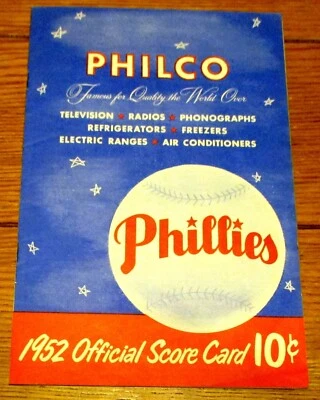 PHILCO
Famous for Quality the World Over
TELEVISION ★ RADIOS ★ PHONOGRAPHS
REFRIGERATORS ★ FREEZERS
ELECTRIC RANGES ★ AIR CONDITIONERS
Phillies
1952 Official Score Card 10¢